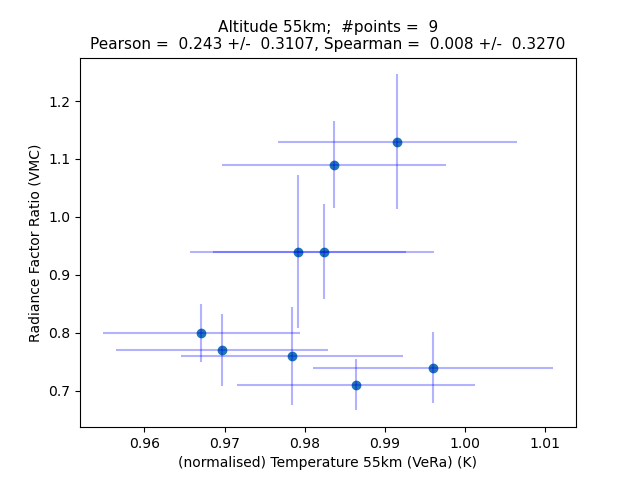 Altitude 55km;  #points =  9
Pearson =  0.243 +/-  0.3107, Spearman =  0.008 +/-  0.3270
Radiance Factor Ratio (VMC)
1.2
1.1
1.0
0.9
0.8
0.7
0.96 0.97 0.98 0.99 1.00 1.01
(normalised) Temperature 55km (VeRa) (K)